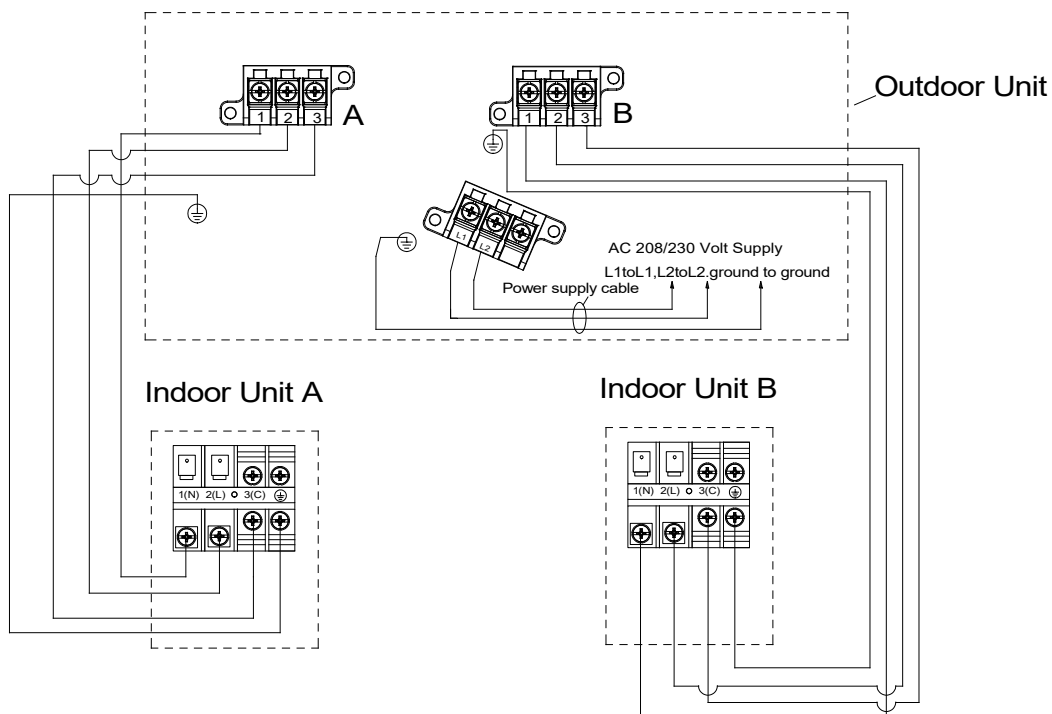 Outdoor Unit
A
1 2 3
B
1 2 3
L1 L2
AC 208/230 Volt Supply
L1toL1,L2toL2.ground to ground
Power supply cable
Indoor Unit A
1(N) 2(L) 3(C)
Indoor Unit B
1(N) 2(L) 3(C)